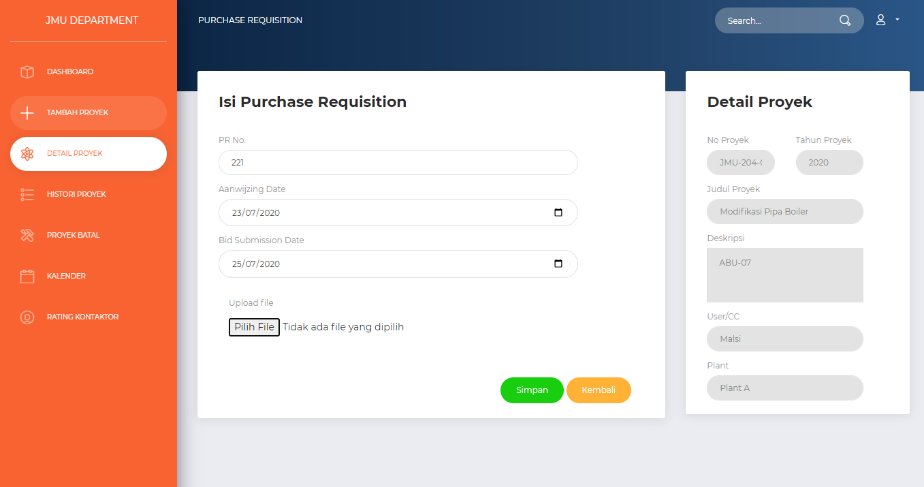 JMU DEPARTMENT
DASHBOARD
TAMBAH PROYEK
DETAIL PROYEK
HISTORI PROYEK
PROYEK BATAL
KALENDER
RATING KONTAKTOR
PURCHASE REQUISITION
Search...
Isi Purchase Requisition
PR No.
221
Aanwijzing Date
23/07/2020
Bid Submission Date
25/07/2020
Upload file
Pilih File Tidak ada file yang dipilih
Simpan Kembali
Detail Proyek
No Proyek Tahun Proyek
JMU-204- 2020
Judul Proyek
Modifikasi Pipa Boiler
Deskripsi
ABU-07
User/CC
Malsi
Plant
Plant A